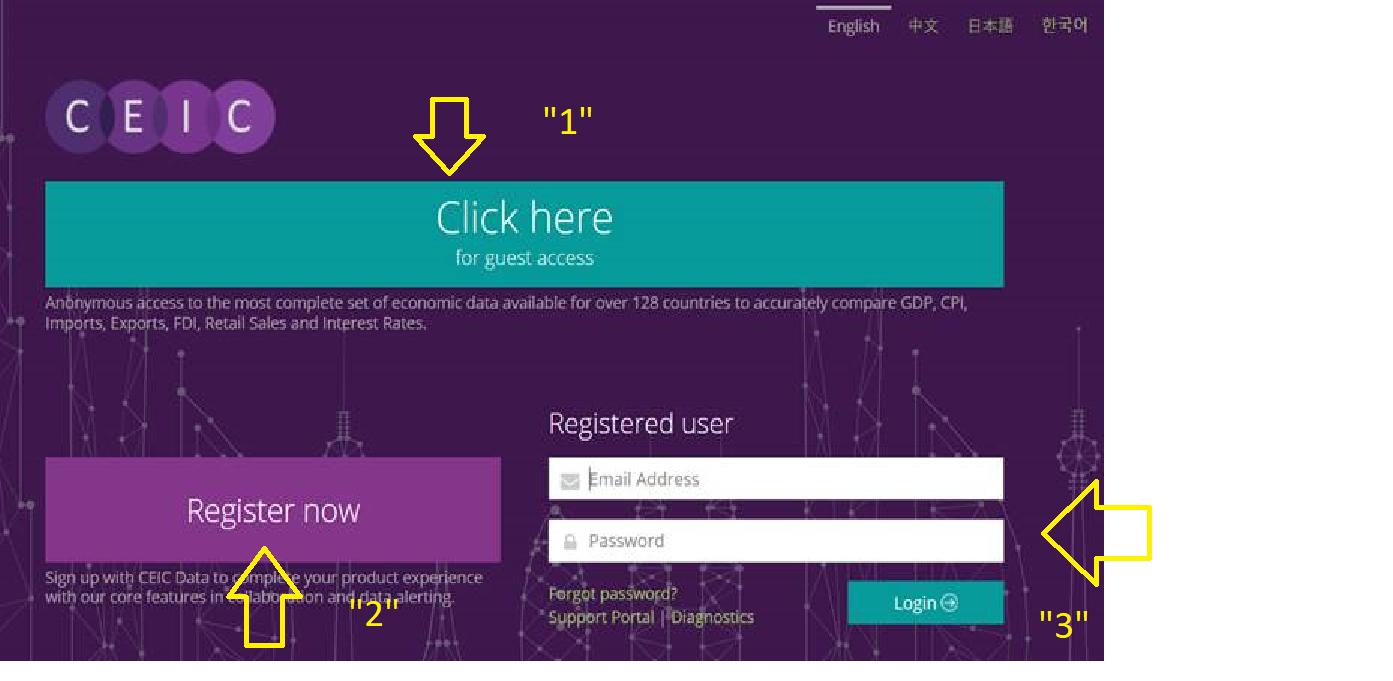 English 中文 日本語 한국어
CEIC
"1"
Click here
for guest access
Anonymous access to the most complete set of economic data available for over 128 countries to accurately compare GDP, CPI,
Imports, Exports, FDI, Retail Sales and Interest Rates.
Register now
Sign up with CEIC Data to complete your product experience
with our core features in collaboration and data alerting.
"2"
Registered user
Email Address
Password
Forgot password?
Support Portal | Diagnostics
Login
"3"